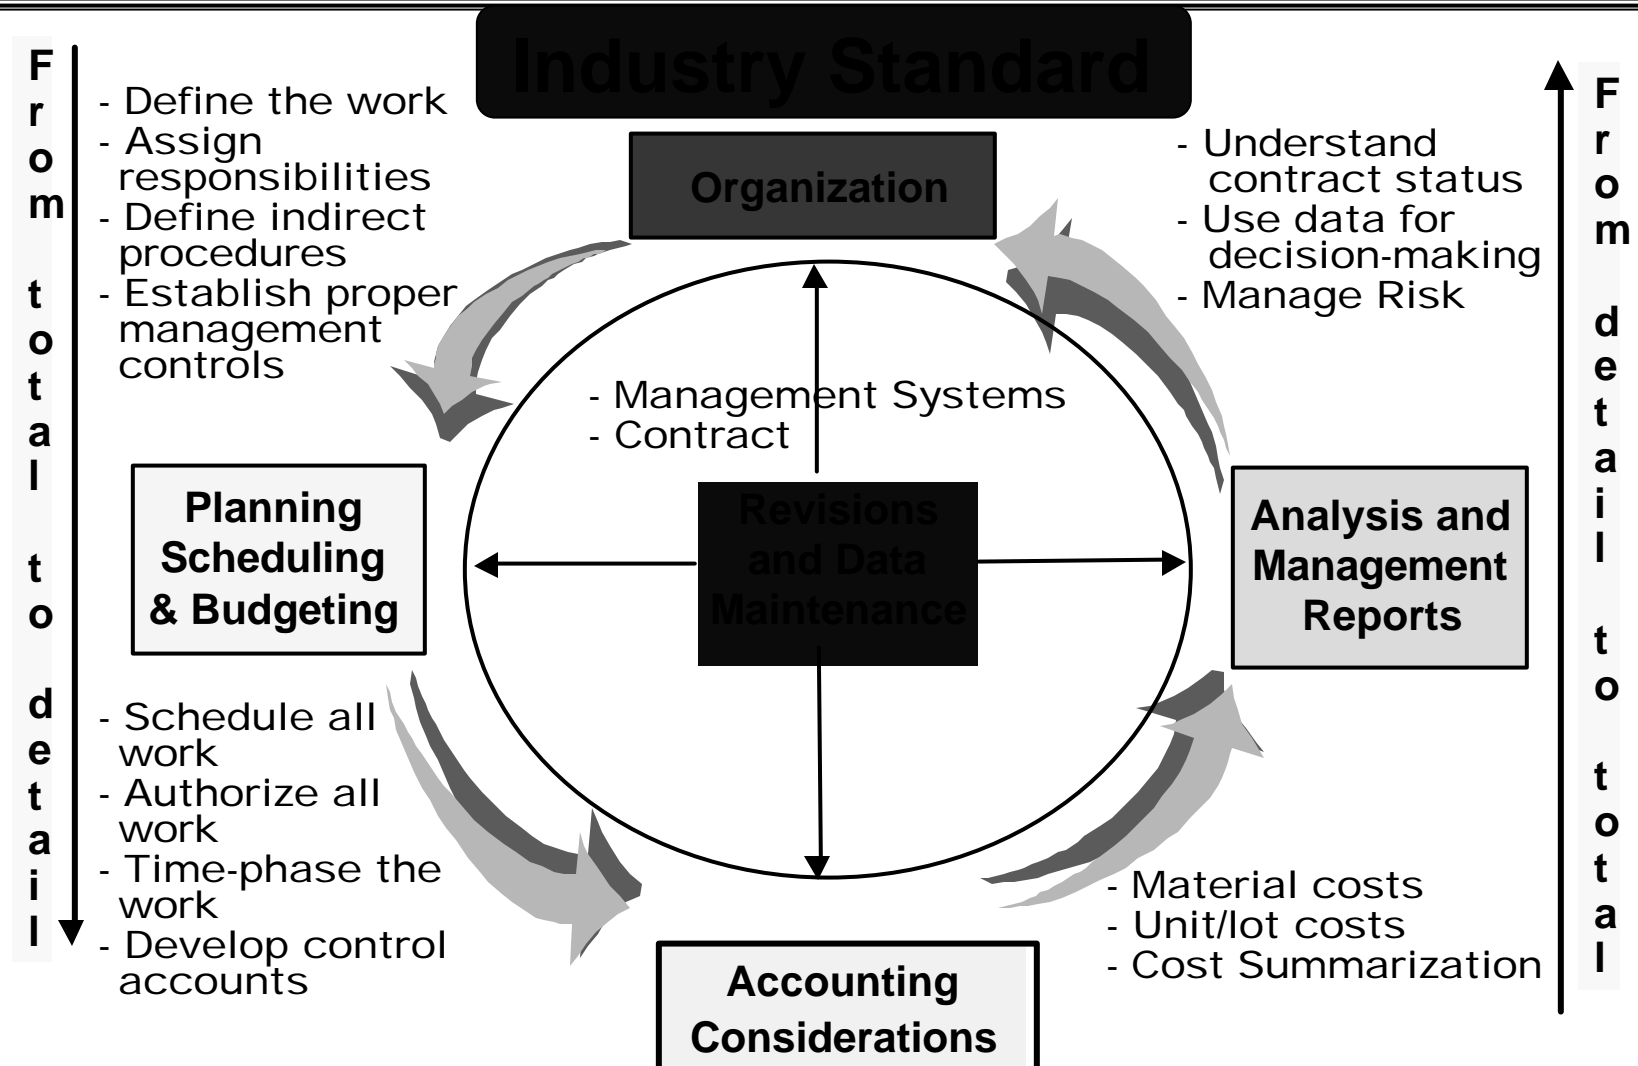 Industry Standard
From total to detail
- Define the work
- Assign
responsibilities
- Define indirect
procedures
- Establish proper
management
controls
Organization
- Understand
contract status
- Use data for
decision-making
- Manage Risk
From detail to total
- Management Systems
- Contract
Planning
Scheduling
& Budgeting
Revisions
and Data
Maintenance
Analysis and
Management
Reports
- Schedule all
work
- Authorize all
work
- Time-phase the
work
- Develop control
accounts
- Material costs
- Unit/lot costs
- Cost Summarization
Accounting
Considerations